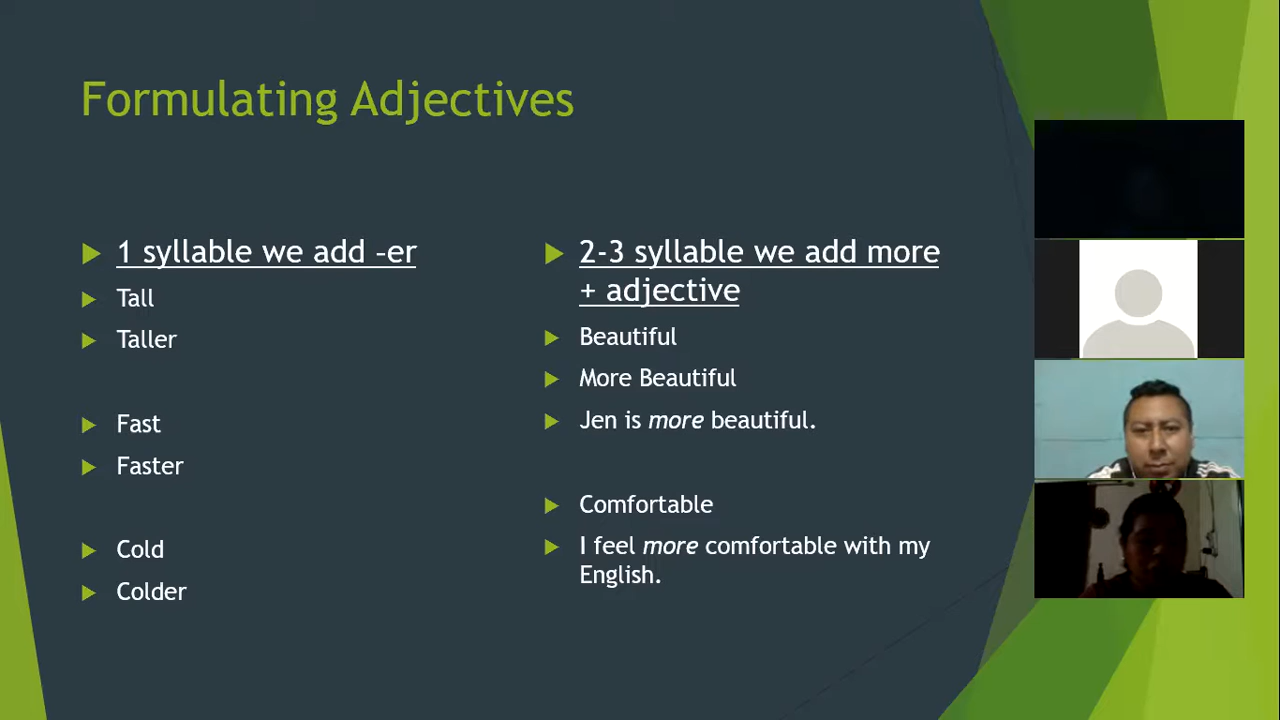 Formulating Adjectives
1 syllable we add –er
Tall
Taller
Fast
Faster
Cold
Colder
2-3 syllable we add more
+ adjective
Beautiful
More Beautiful
Jen is more beautiful.
Comfortable
I feel more comfortable with my
English.